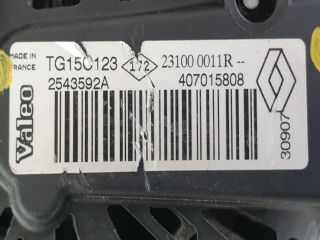 MADE IN FRANCE
TG15C123 172 23100 0011R --
2543592A 407015808
Valeo
30907